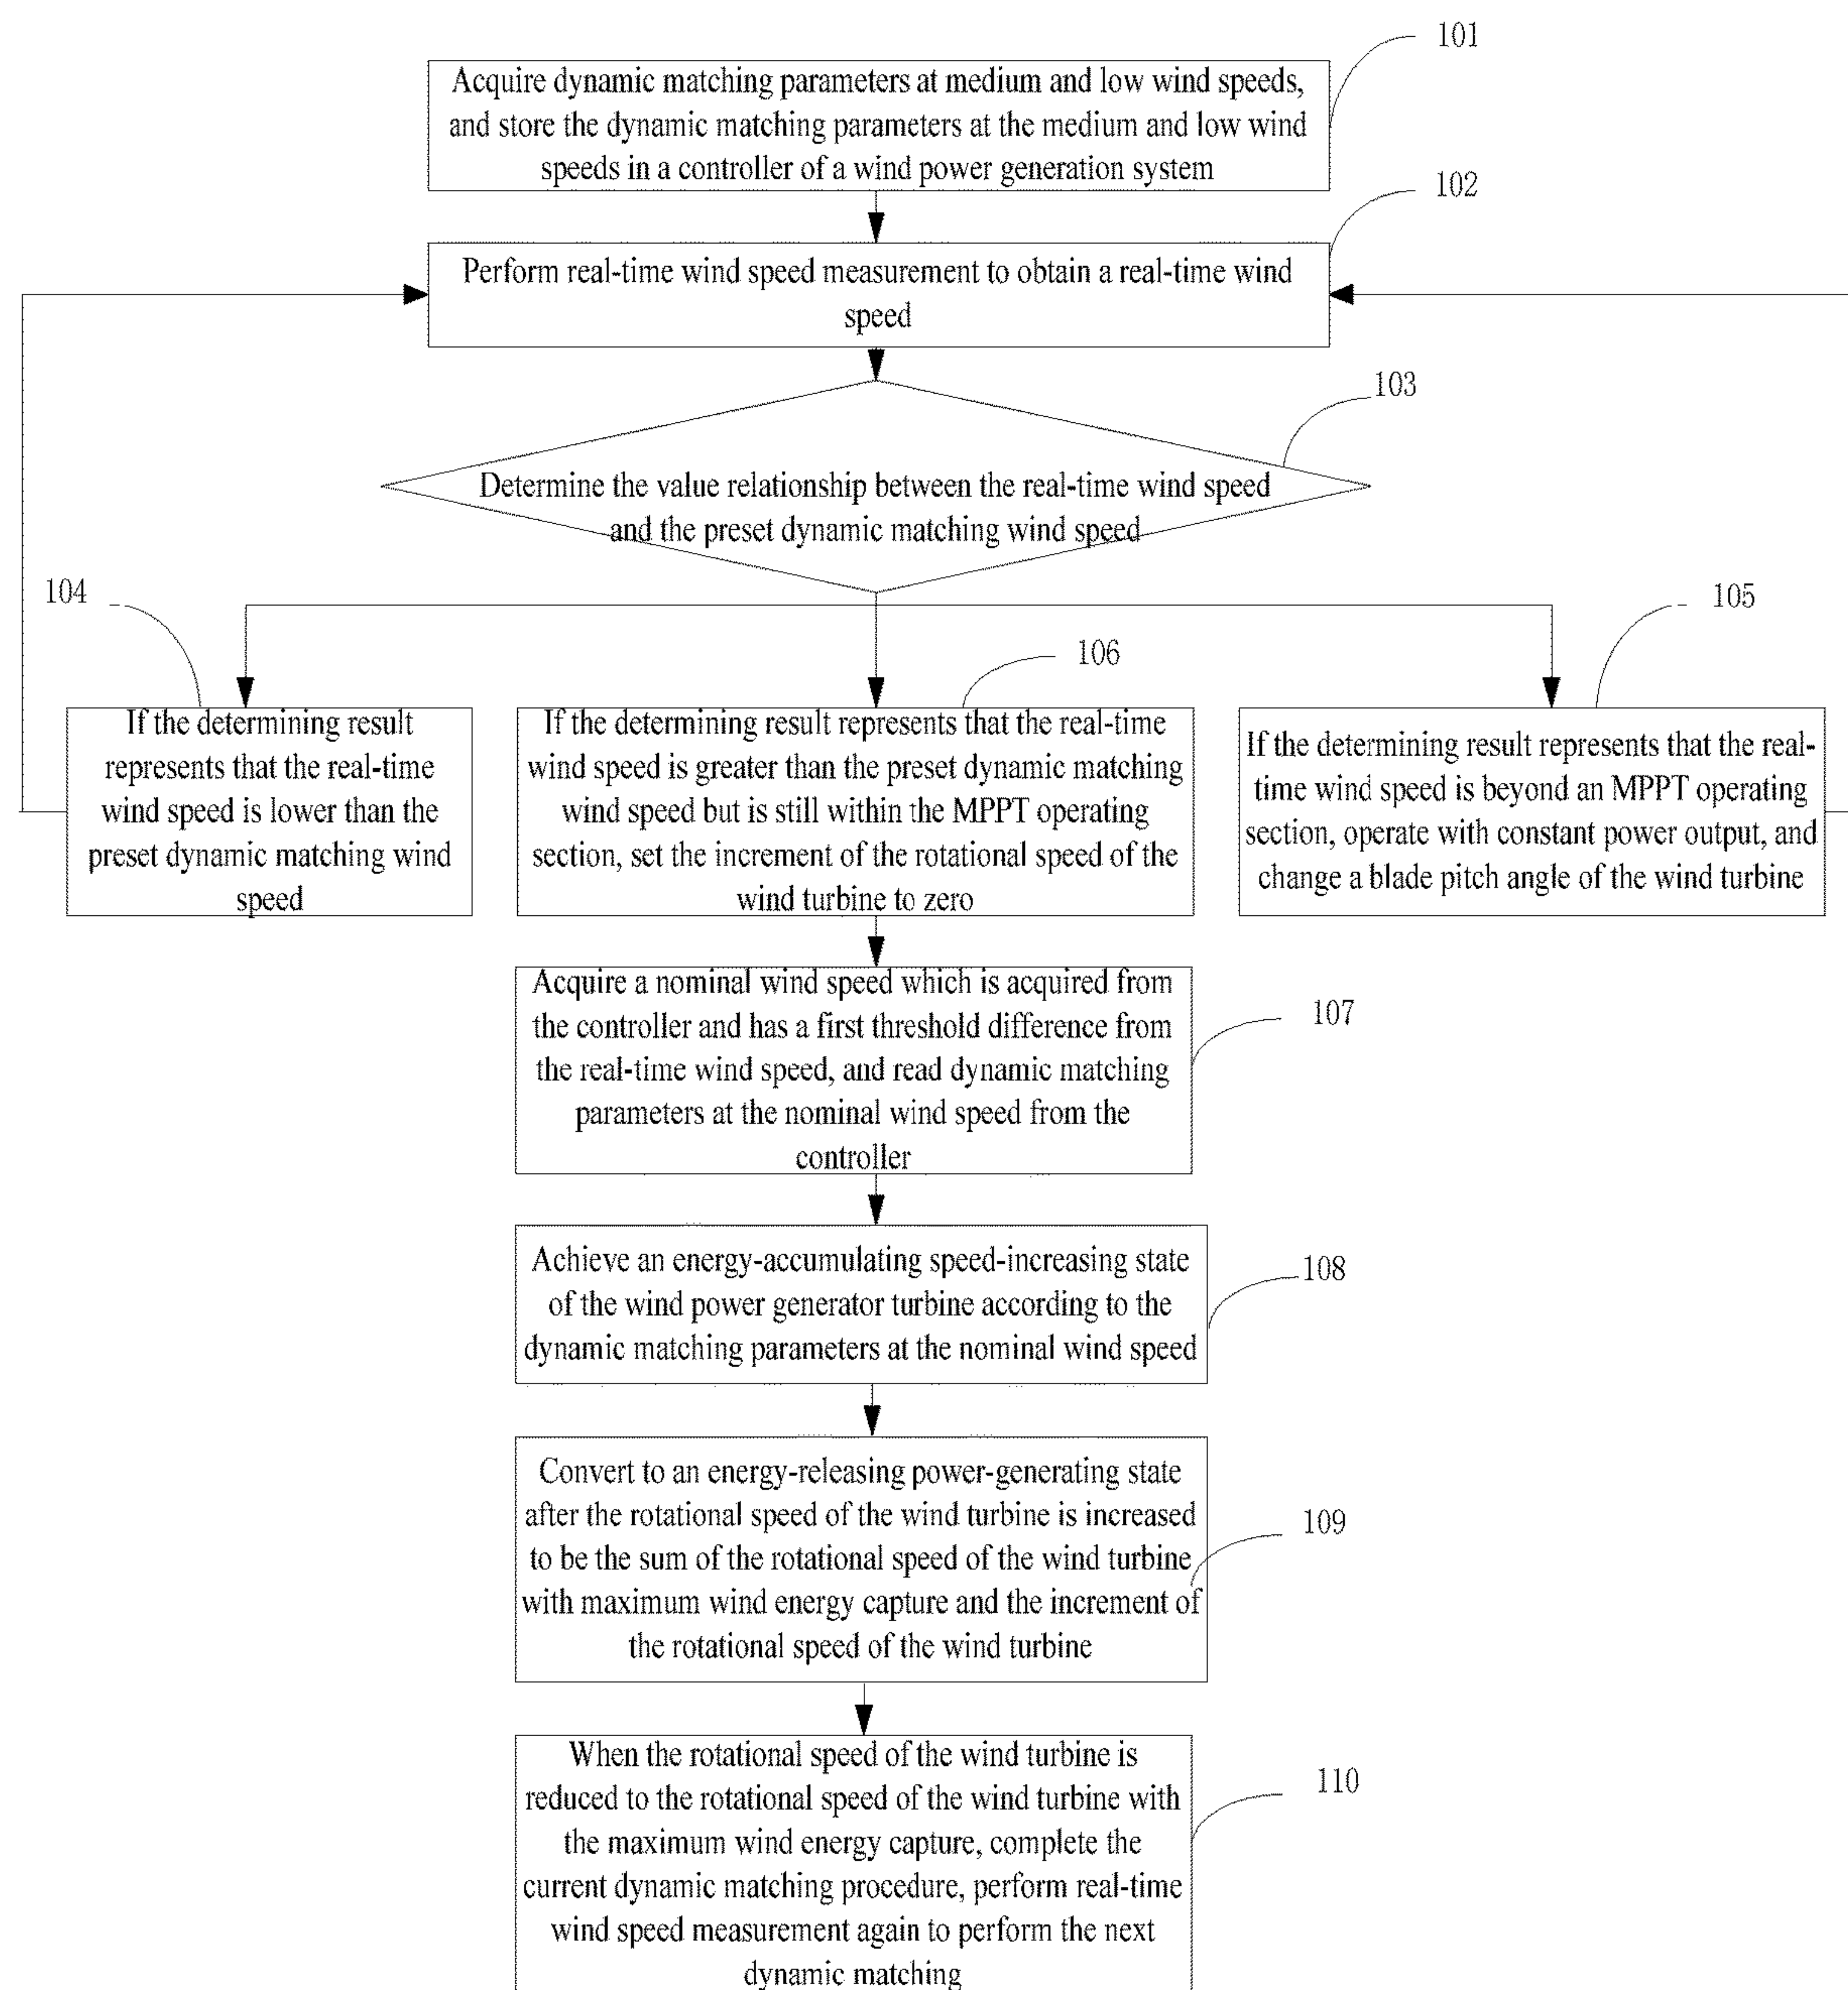 101
Acquire dynamic matching parameters at medium and low wind speeds,
and store the dynamic matching parameters at the medium and low wind
speeds in a controller of a wind power generation system
102
Perform real-time wind speed measurement to obtain a real-time wind
speed
103
Determine the value relationship between the real-time wind speed
and the preset dynamic matching wind speed
104
If the determining result
represents that the real-time
wind speed is lower than the
preset dynamic matching wind
speed
106
If the determining result represents that the real-time
wind speed is greater than the preset dynamic matching
wind speed but is still within the MPPT operating
section, set the increment of the rotational speed of the
wind turbine to zero
105
If the determining result represents that the real-
time wind speed is beyond an MPPT operating
section, operate with constant power output, and
change a blade pitch angle of the wind turbine
Acquire a nominal wind speed which is acquired from
the controller and has a first threshold difference from
the real-time wind speed, and read dynamic matching
parameters at the nominal wind speed from the
controller
107
Achieve an energy-accumulating speed-increasing state
of the wind power generator turbine according to the
dynamic matching parameters at the nominal wind speed
108
Convert to an energy-releasing power-generating state
after the rotational speed of the wind turbine is increased
to be the sum of the rotational speed of the wind turbine
with maximum wind energy capture and the increment of
the rotational speed of the wind turbine
109
When the rotational speed of the wind turbine is
reduced to the rotational speed of the wind turbine with
the maximum wind energy capture, complete the
current dynamic matching procedure, perform real-time
wind speed measurement again to perform the next
dynamic matching
110